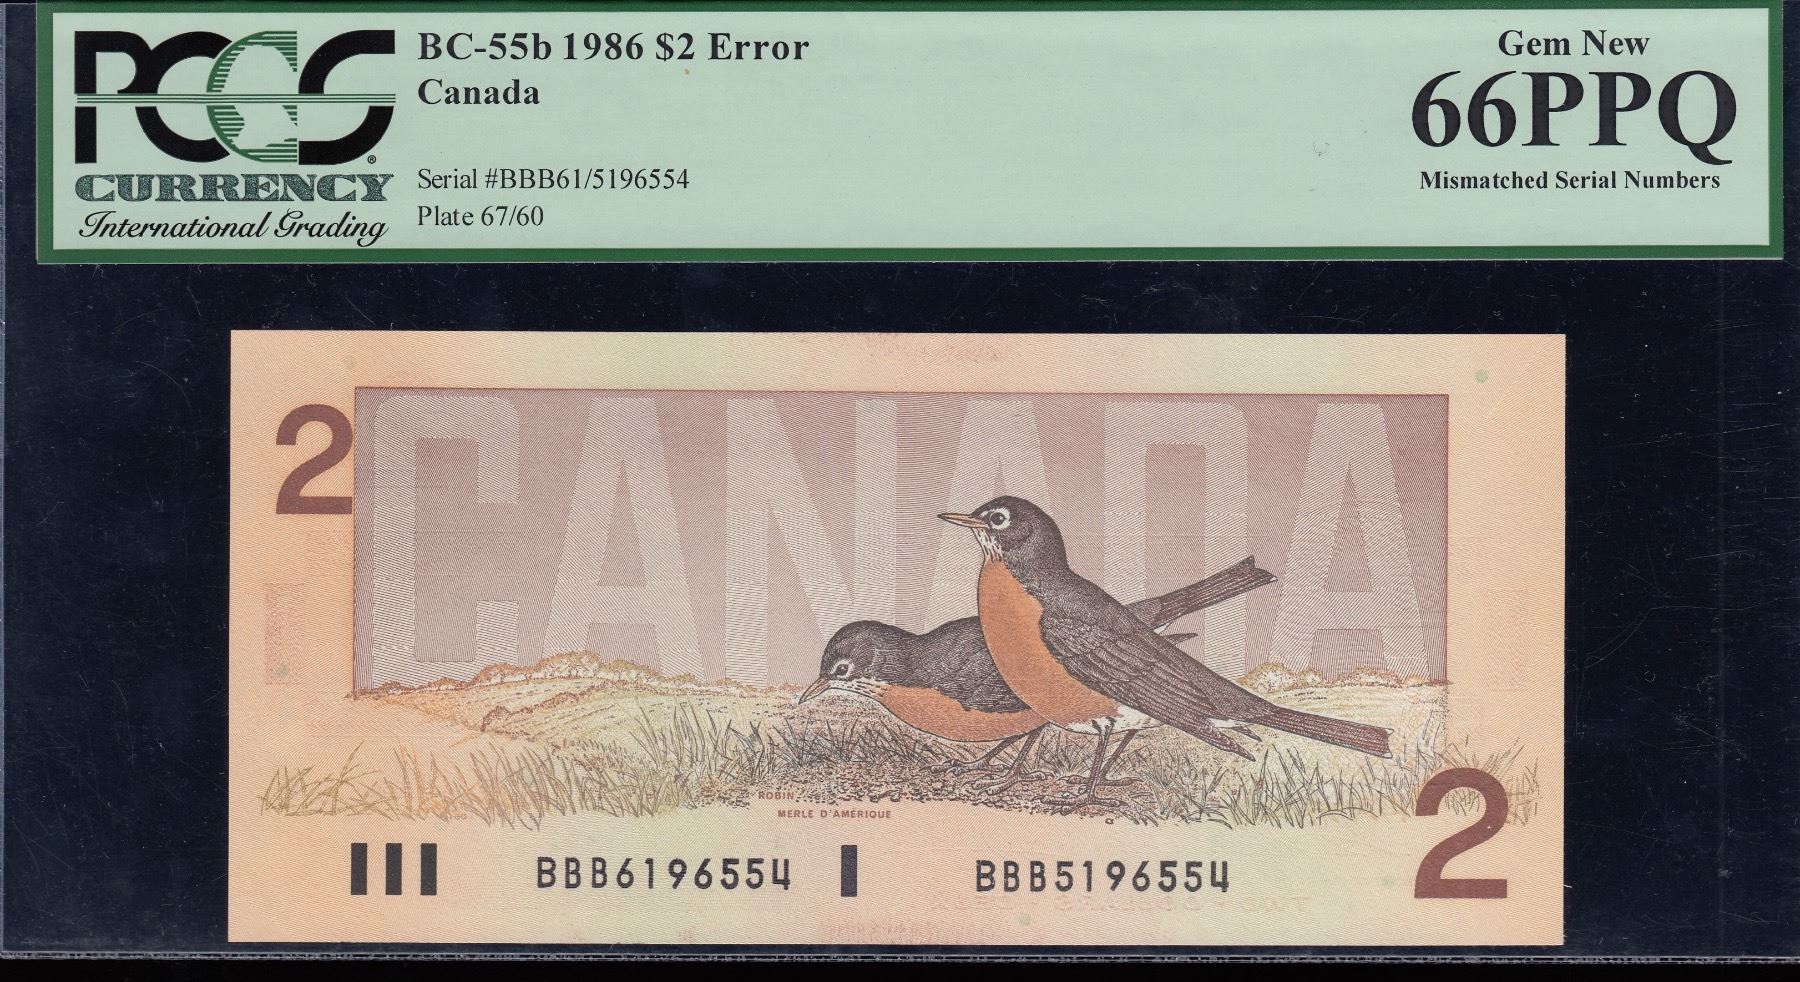 PCGS
CURRENCY
International Grading
BC-55b 1986 $2 Error
Canada
Serial #BBB61/5196554
Plate 67/60
Gem New
66PPQ
Mismatched Serial Numbers
2
CANADA
ROBIN
MERLE D'AMÉRIQUE
BBB6196554
BBB5196554
2